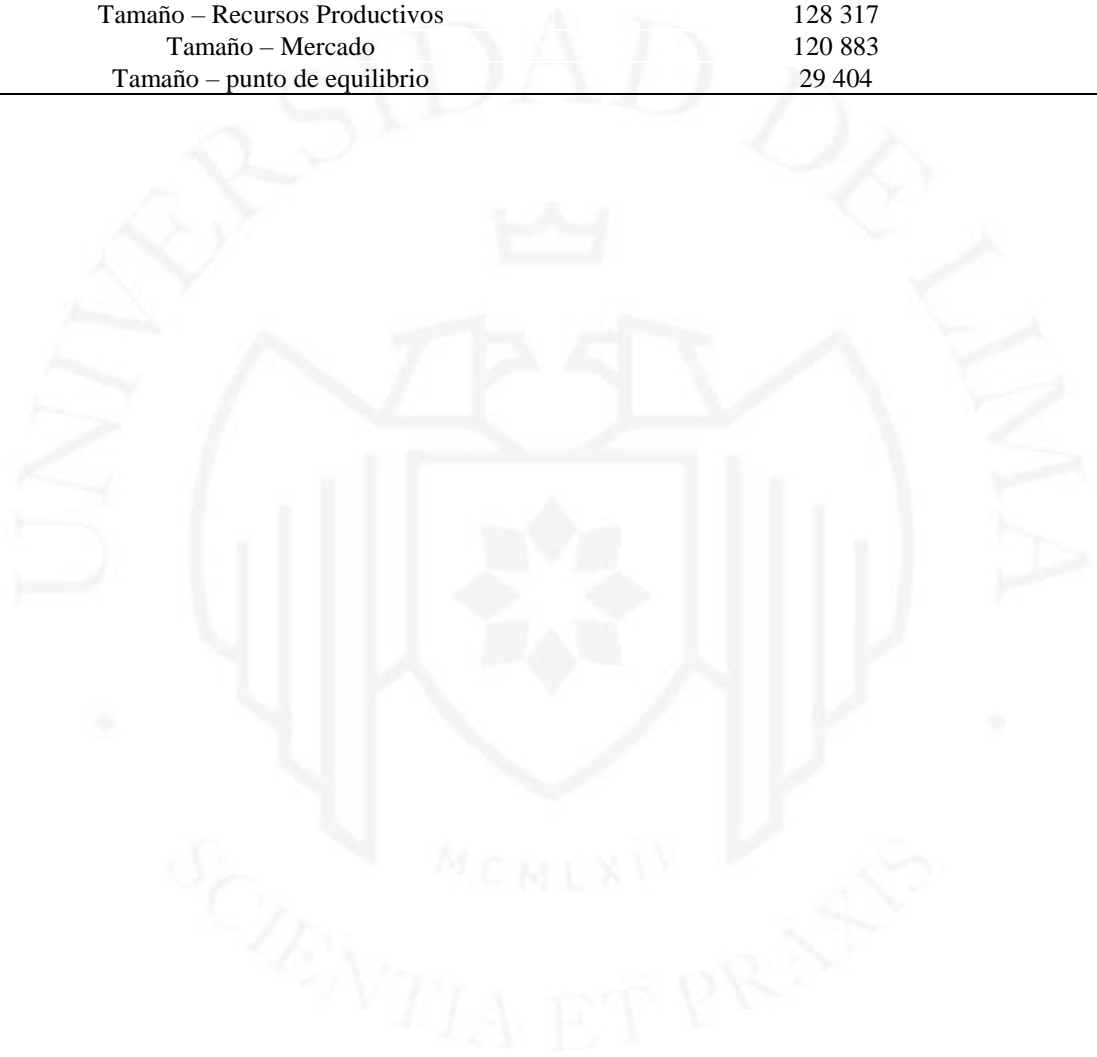 Tamaño – Recursos Productivos 128 317
Tamaño – Mercado 120 883
Tamaño – punto de equilibrio 29 404
UNIVERSIDAD DE LIMA
MCMLXII
SCIENTIA ET PRAXIS